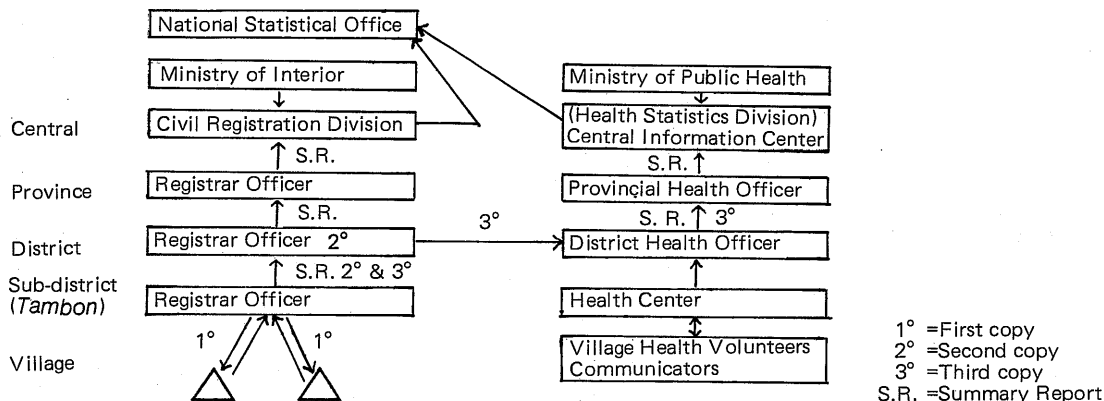 National Statistical Office
Ministry of Interior
Ministry of Public Health
Central
Civil Registration Division
(Health Statistics Division)
Central Information Center
S.R.
S.R.
Province
Registrar Officer
Provincial Health Officer
S.R.
S. R.
3°
District
Registrar Officer 2°
3°
District Health Officer
S.R. 2° & 3°
Sub-district
(Tambon)
Registrar Officer
Health Center
1°
1°
Village
Village Health Volunteers
Communicators
1° =First copy
2° =Second copy
3° =Third copy
S.R. =Summary Report